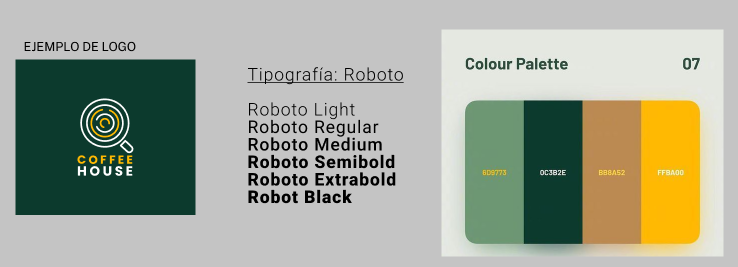 EJEMPLO DE LOGO
COFFEE
HOUSE
Tipografía: Roboto
Roboto Light
Roboto Regular
Roboto Medium
Roboto Semibold
Roboto Extrabold
Robot Black
Colour Palette 07
6D9773 0C3B2E BB8A52 FFBA00